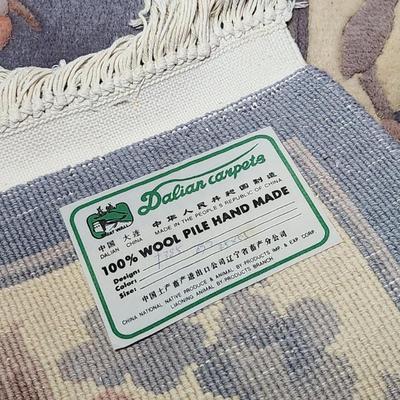 Dalian carpets
GREAT WALL
中国 大连
DALIAN CHINA
中华人民共和国制造
MADE IN THE PEOPLE'S REPUBLIC OF CHINA
100% WOOL PILE HAND MADE
Design:
Color:
Size:
中国土产畜产进出口公司辽宁省畜产分公司
CHINA NATIONAL NATIVE PRODUCE & ANIMAL BY PRODUCTS IMP. & EXP. CORP.
LIAONING ANIMAL BY PRODUCTS BRANCH